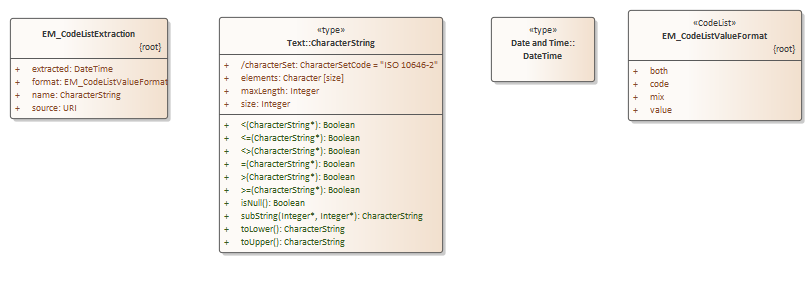 EM_CodeListExtraction
{root}
+ extracted: DateTime
+ format: EM_CodeListValueFormat
+ name: CharacterString
+ source: URI
«type»
Text::CharacterString
+ /characterSet: CharacterSetCode = "ISO 10646-2"
+ elements: Character [size]
+ maxLength: Integer
+ size: Integer
+ <(CharacterString*): Boolean
+ <=(CharacterString*): Boolean
+ <>(CharacterString*): Boolean
+ =(CharacterString*): Boolean
+ >(CharacterString*): Boolean
+ >=(CharacterString*): Boolean
+ isNull(): Boolean
+ subString(Integer*, Integer*): CharacterString
+ toLower(): CharacterString
+ toUpper(): CharacterString
«type»
Date and Time::
DateTime
«CodeList»
EM_CodeListValueFormat
{root}
+ both
+ code
+ mix
+ value